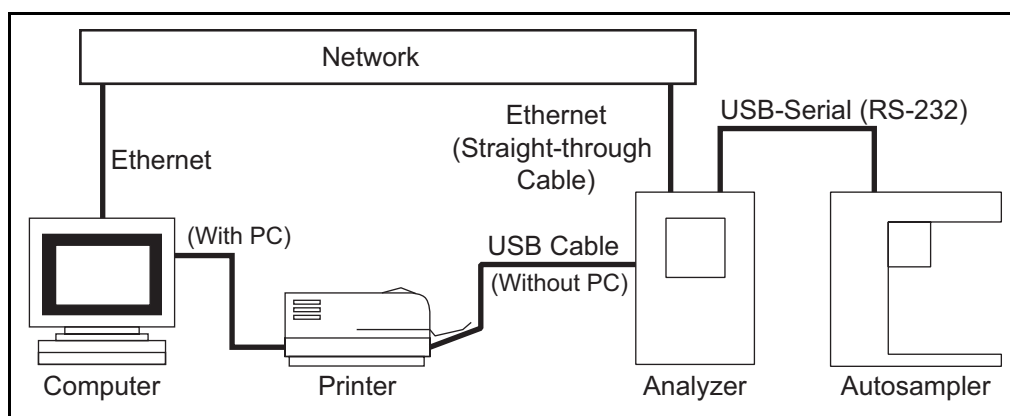 Network
Ethernet
Ethernet
(Straight-through
Cable)
USB-Serial (RS-232)
(With PC)
USB Cable
(Without PC)
Computer
Printer
Analyzer
Autosampler